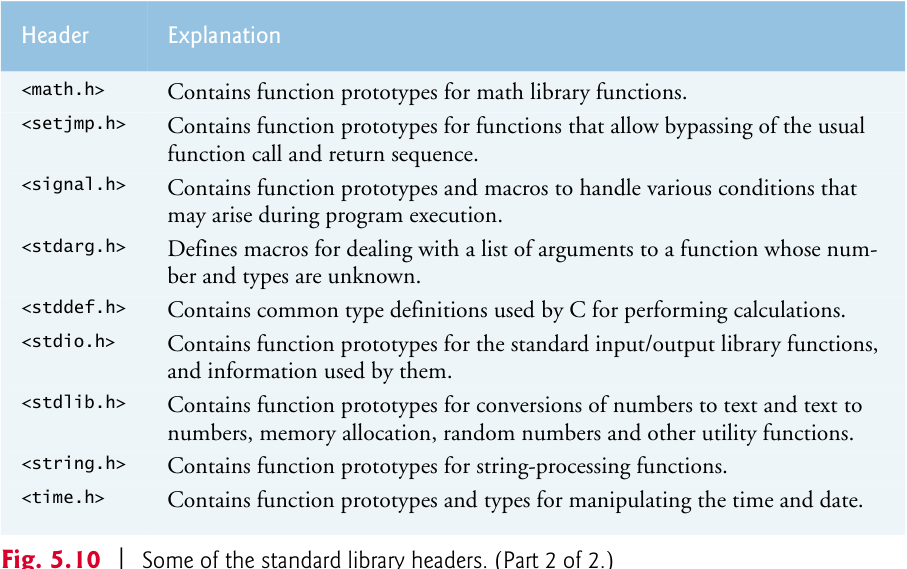 Header Explanation
<math.h> Contains function prototypes for math library functions.
<setjmp.h> Contains function prototypes for functions that allow bypassing of the usual
function call and return sequence.
<signal.h> Contains function prototypes and macros to handle various conditions that
may arise during program execution.
<stdarg.h> Defines macros for dealing with a list of arguments to a function whose num-
ber and types are unknown.
<stddef.h> Contains common type definitions used by C for performing calculations.
<stdio.h> Contains function prototypes for the standard input/output library functions,
and information used by them.
<stdlib.h> Contains function prototypes for conversions of numbers to text and text to
numbers, memory allocation, random numbers and other utility functions.
<string.h> Contains function prototypes for string-processing functions.
<time.h> Contains function prototypes and types for manipulating the time and date.
Fig. 5.10 | Some of the standard library headers. (Part 2 of 2.)